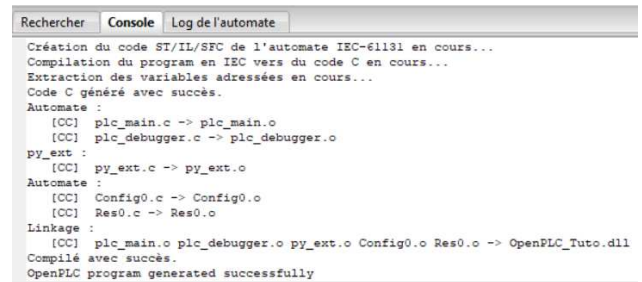 Rechercher Console Log de l'automate
Création du code ST/IL/SFC de l'automate IEC-61131 en cours...
Compilation du program en IEC vers du code C en cours...
Extraction des variables adressées en cours...
Code C généré avec succès.
Automate :
[CC] plc_main.c -> plc_main.o
[CC] plc_debugger.c -> plc_debugger.o
py_ext :
[CC] py_ext.c -> py_ext.o
Automate :
[CC] Config0.c -> Config0.o
[CC] Res0.c -> Res0.o
Linkage :
[CC] plc_main.o plc_debugger.o py_ext.o Config0.o Res0.o -> OpenPLC_Tuto.dll
Compilé avec succès.
OpenPLC program generated successfully